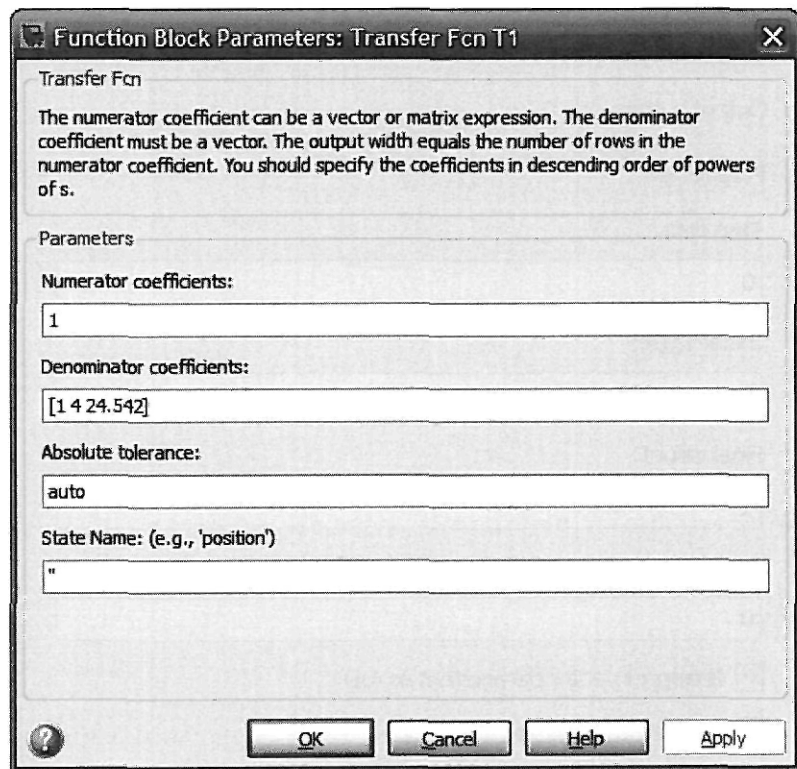 Function Block Parameters: Transfer Fcn T1
Transfer Fcn
The numerator coefficient can be a vector or matrix expression. The denominator
coefficient must be a vector. The output width equals the number of rows in the
numerator coefficient. You should specify the coefficients in descending order of powers
of s.
Parameters
Numerator coefficients:
1
Denominator coefficients:
[1 4 24.542]
Absolute tolerance:
auto
State Name: (e.g., 'position')
''
OK Cancel Help Apply